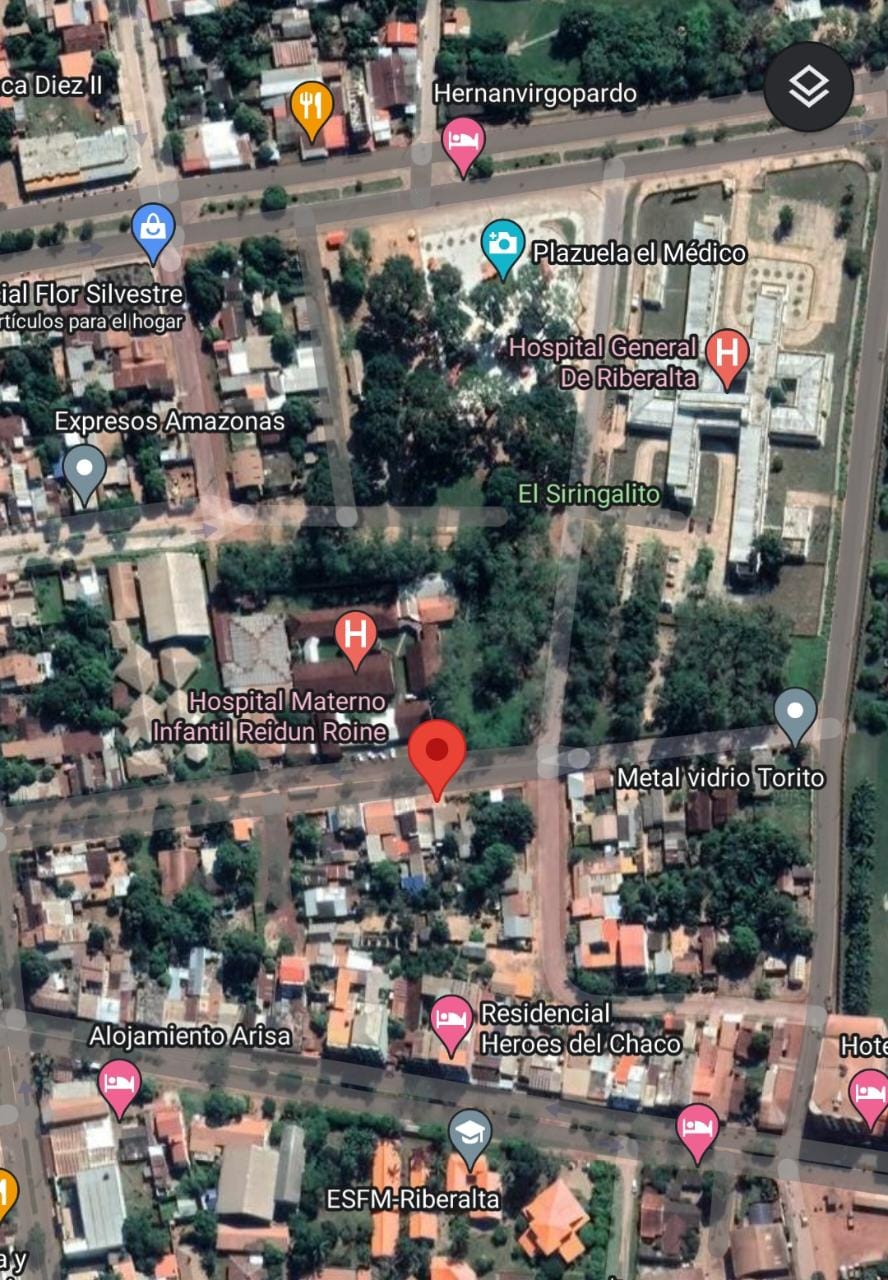 ca Diez II
Hernanvirgopardo
Plazuela el Médico
ial Flor Silvestre
rtículos para el hogar
Hospital General
De Riberalta
Expresos Amazonas
El Siringalito
Hospital Materno
Infantil Reidun Roine
Metal vidrio Torito
Residencial
Heroes del Chaco
Alojamiento Arisa
Hote
ESFM-Riberalta
a y